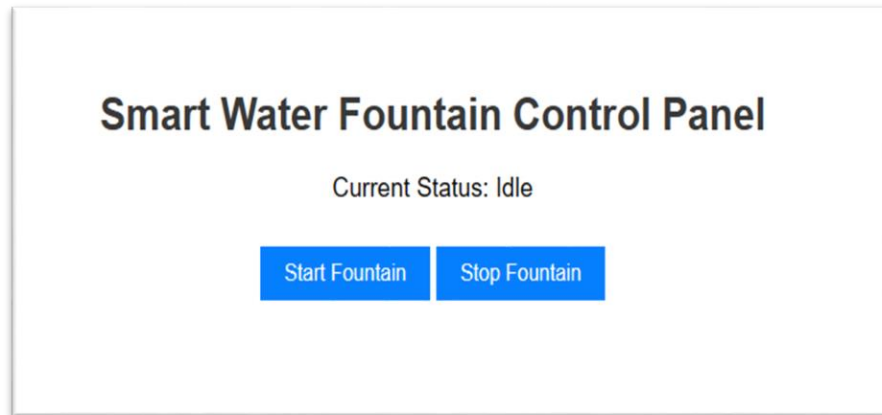 Smart Water Fountain Control Panel
Current Status: Idle
Start Fountain Stop Fountain